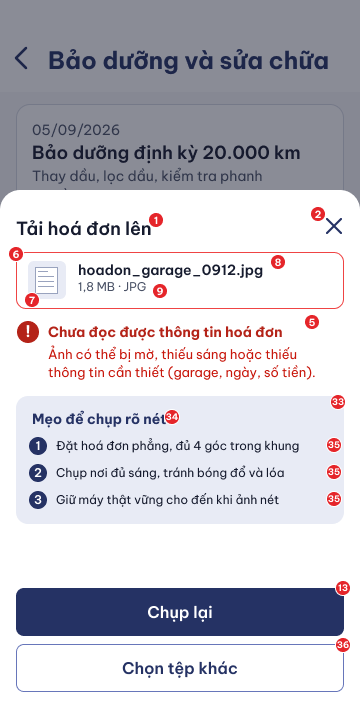 Bảo dưỡng và sửa chữa
05/09/2026
Bảo dưỡng định kỳ 20.000 km
Thay dầu, lọc dầu, kiểm tra phanh
Tải hoá đơn lên
1
2
6
hoadon_garage_0912.jpg
8
1,8 MB · JPG
9
7
!
Chưa đọc được thông tin hoá đơn
5
Ảnh có thể bị mờ, thiếu sáng hoặc thiếu
thông tin cần thiết (garage, ngày, số tiền).
33
Mẹo để chụp rõ nét
34
1 Đặt hoá đơn phẳng, đủ 4 góc trong khung
35
2 Chụp nơi đủ sáng, tránh bóng đổ và lóa
35
3 Giữ máy thật vững cho đến khi ảnh nét
35
13
Chụp lại
36
Chọn tệp khác